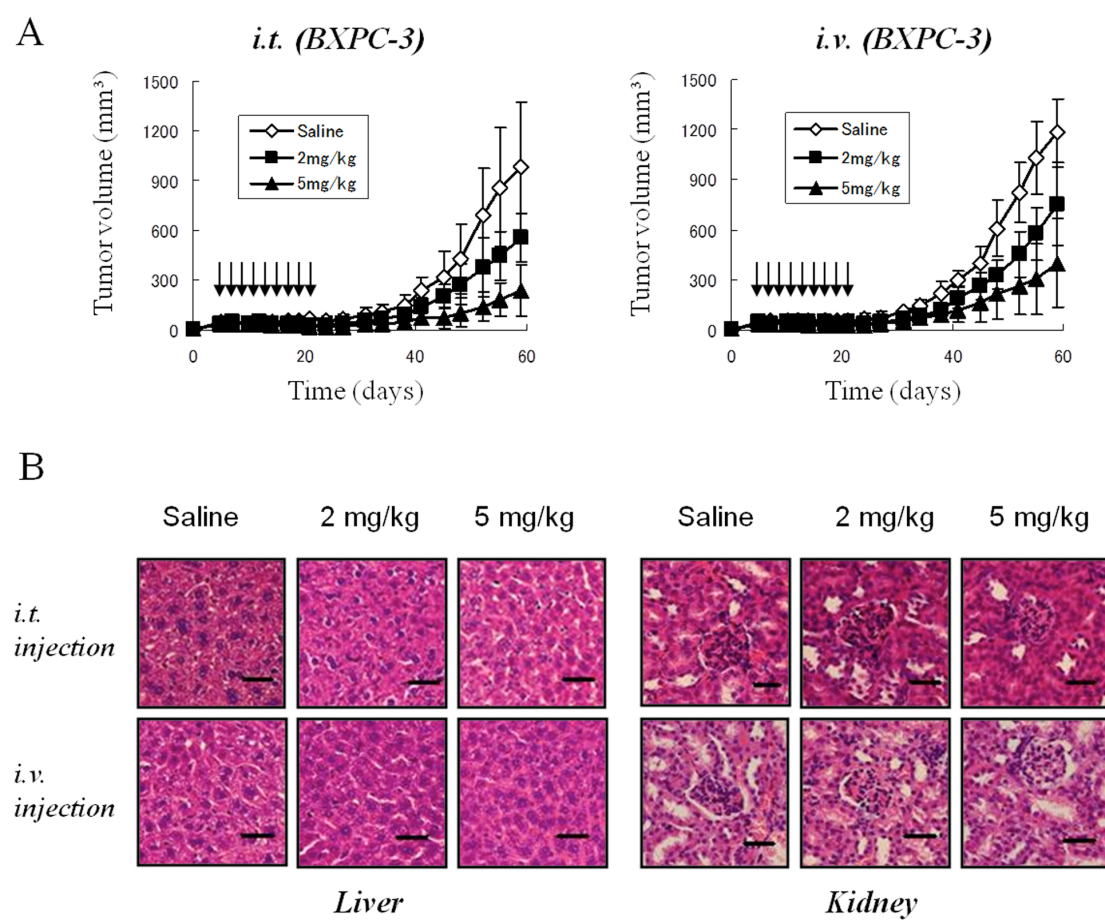 A
i.t. (BXPC-3)
i.v. (BXPC-3)
Tumor volume (mm³)
1500
1200
900
600
300
0
Saline
2mg/kg
5mg/kg
0
20
40
60
Time (days)
Tumor volume (mm³)
1500
1200
900
600
300
0
Saline
2mg/kg
5mg/kg
0
20
40
60
Time (days)
B
Saline
2 mg/kg
5 mg/kg
Saline
2 mg/kg
5 mg/kg
i.t.
injection
i.v.
injection
Liver
Kidney